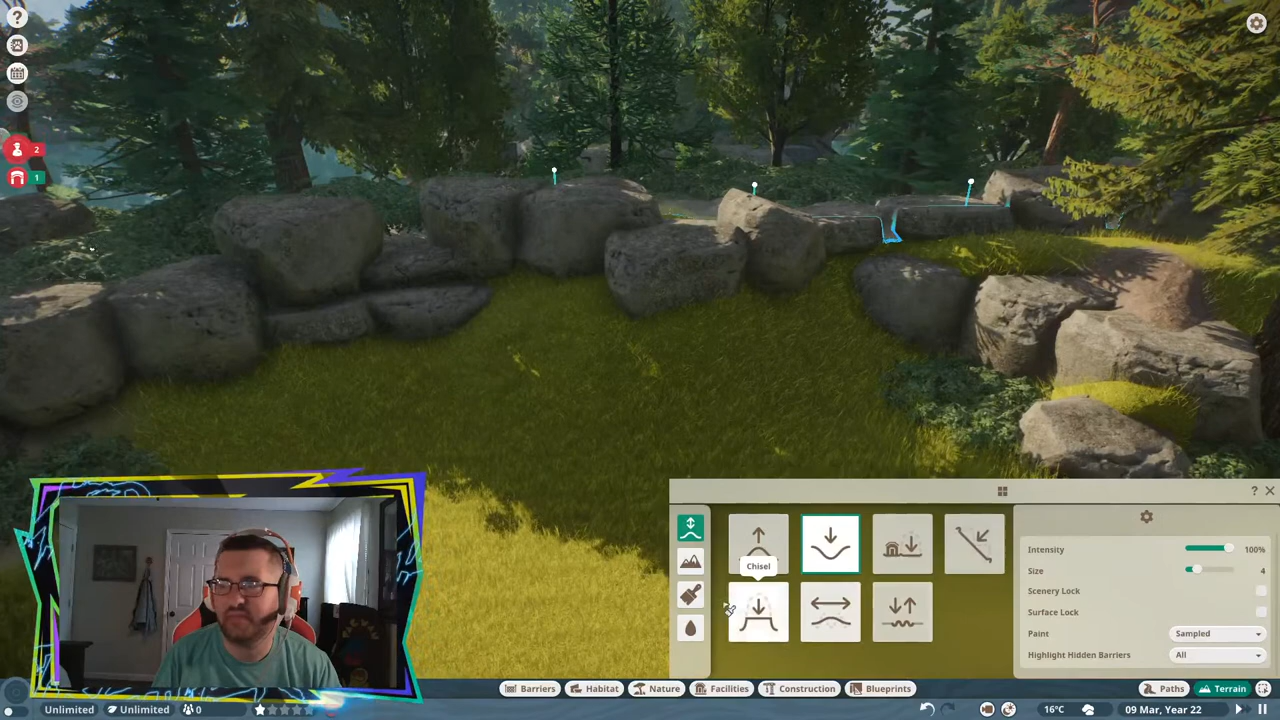 ?
2
1
Chisel
? ×
Intensity 100%
Size 4
Scenery Lock
Surface Lock
Paint Sampled
Highlight Hidden Barriers All
Barriers Habitat Nature Facilities Construction Blueprints Paths Terrain
Unlimited Unlimited 0 16°C 09 Mar, Year 22